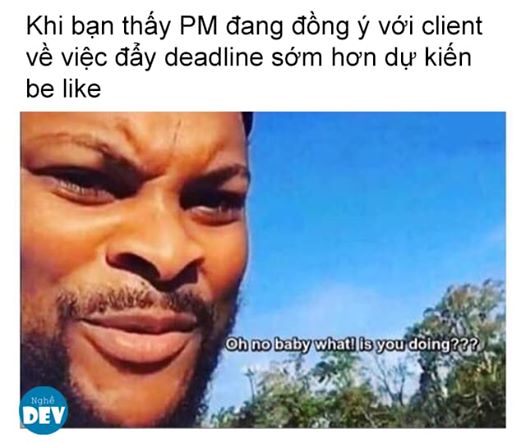 Khi bạn thấy PM đang đồng ý với client
về việc đẩy deadline sớm hơn dự kiến
be like
Oh no baby what! is you doing???
Nghề
DEV